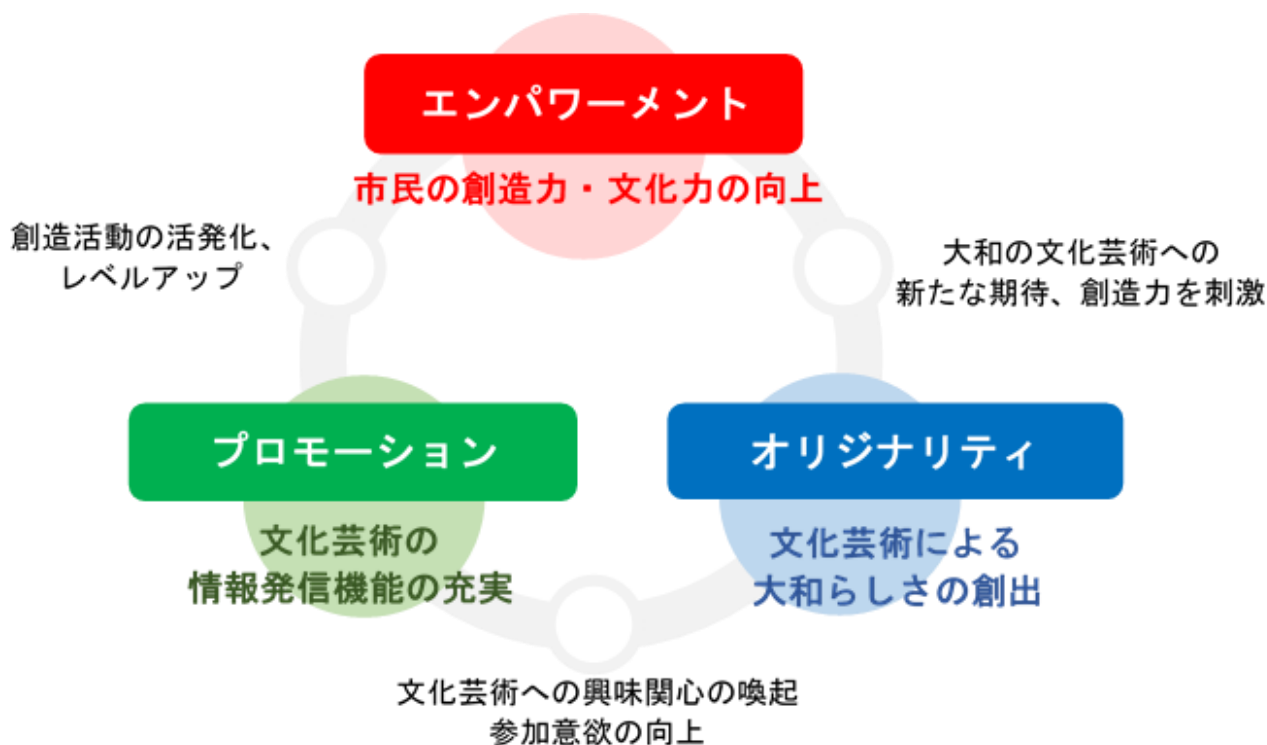 エンパワーメント
市民の創造力・文化力の向上
創造活動の活発化、
レベルアップ
大和の文化芸術への
新たな期待、創造力を刺激
プロモーション
文化芸術の
情報発信機能の充実
オリジナリティ
文化芸術による
大和らしさの創出
文化芸術への興味関心の喚起
参加意欲の向上